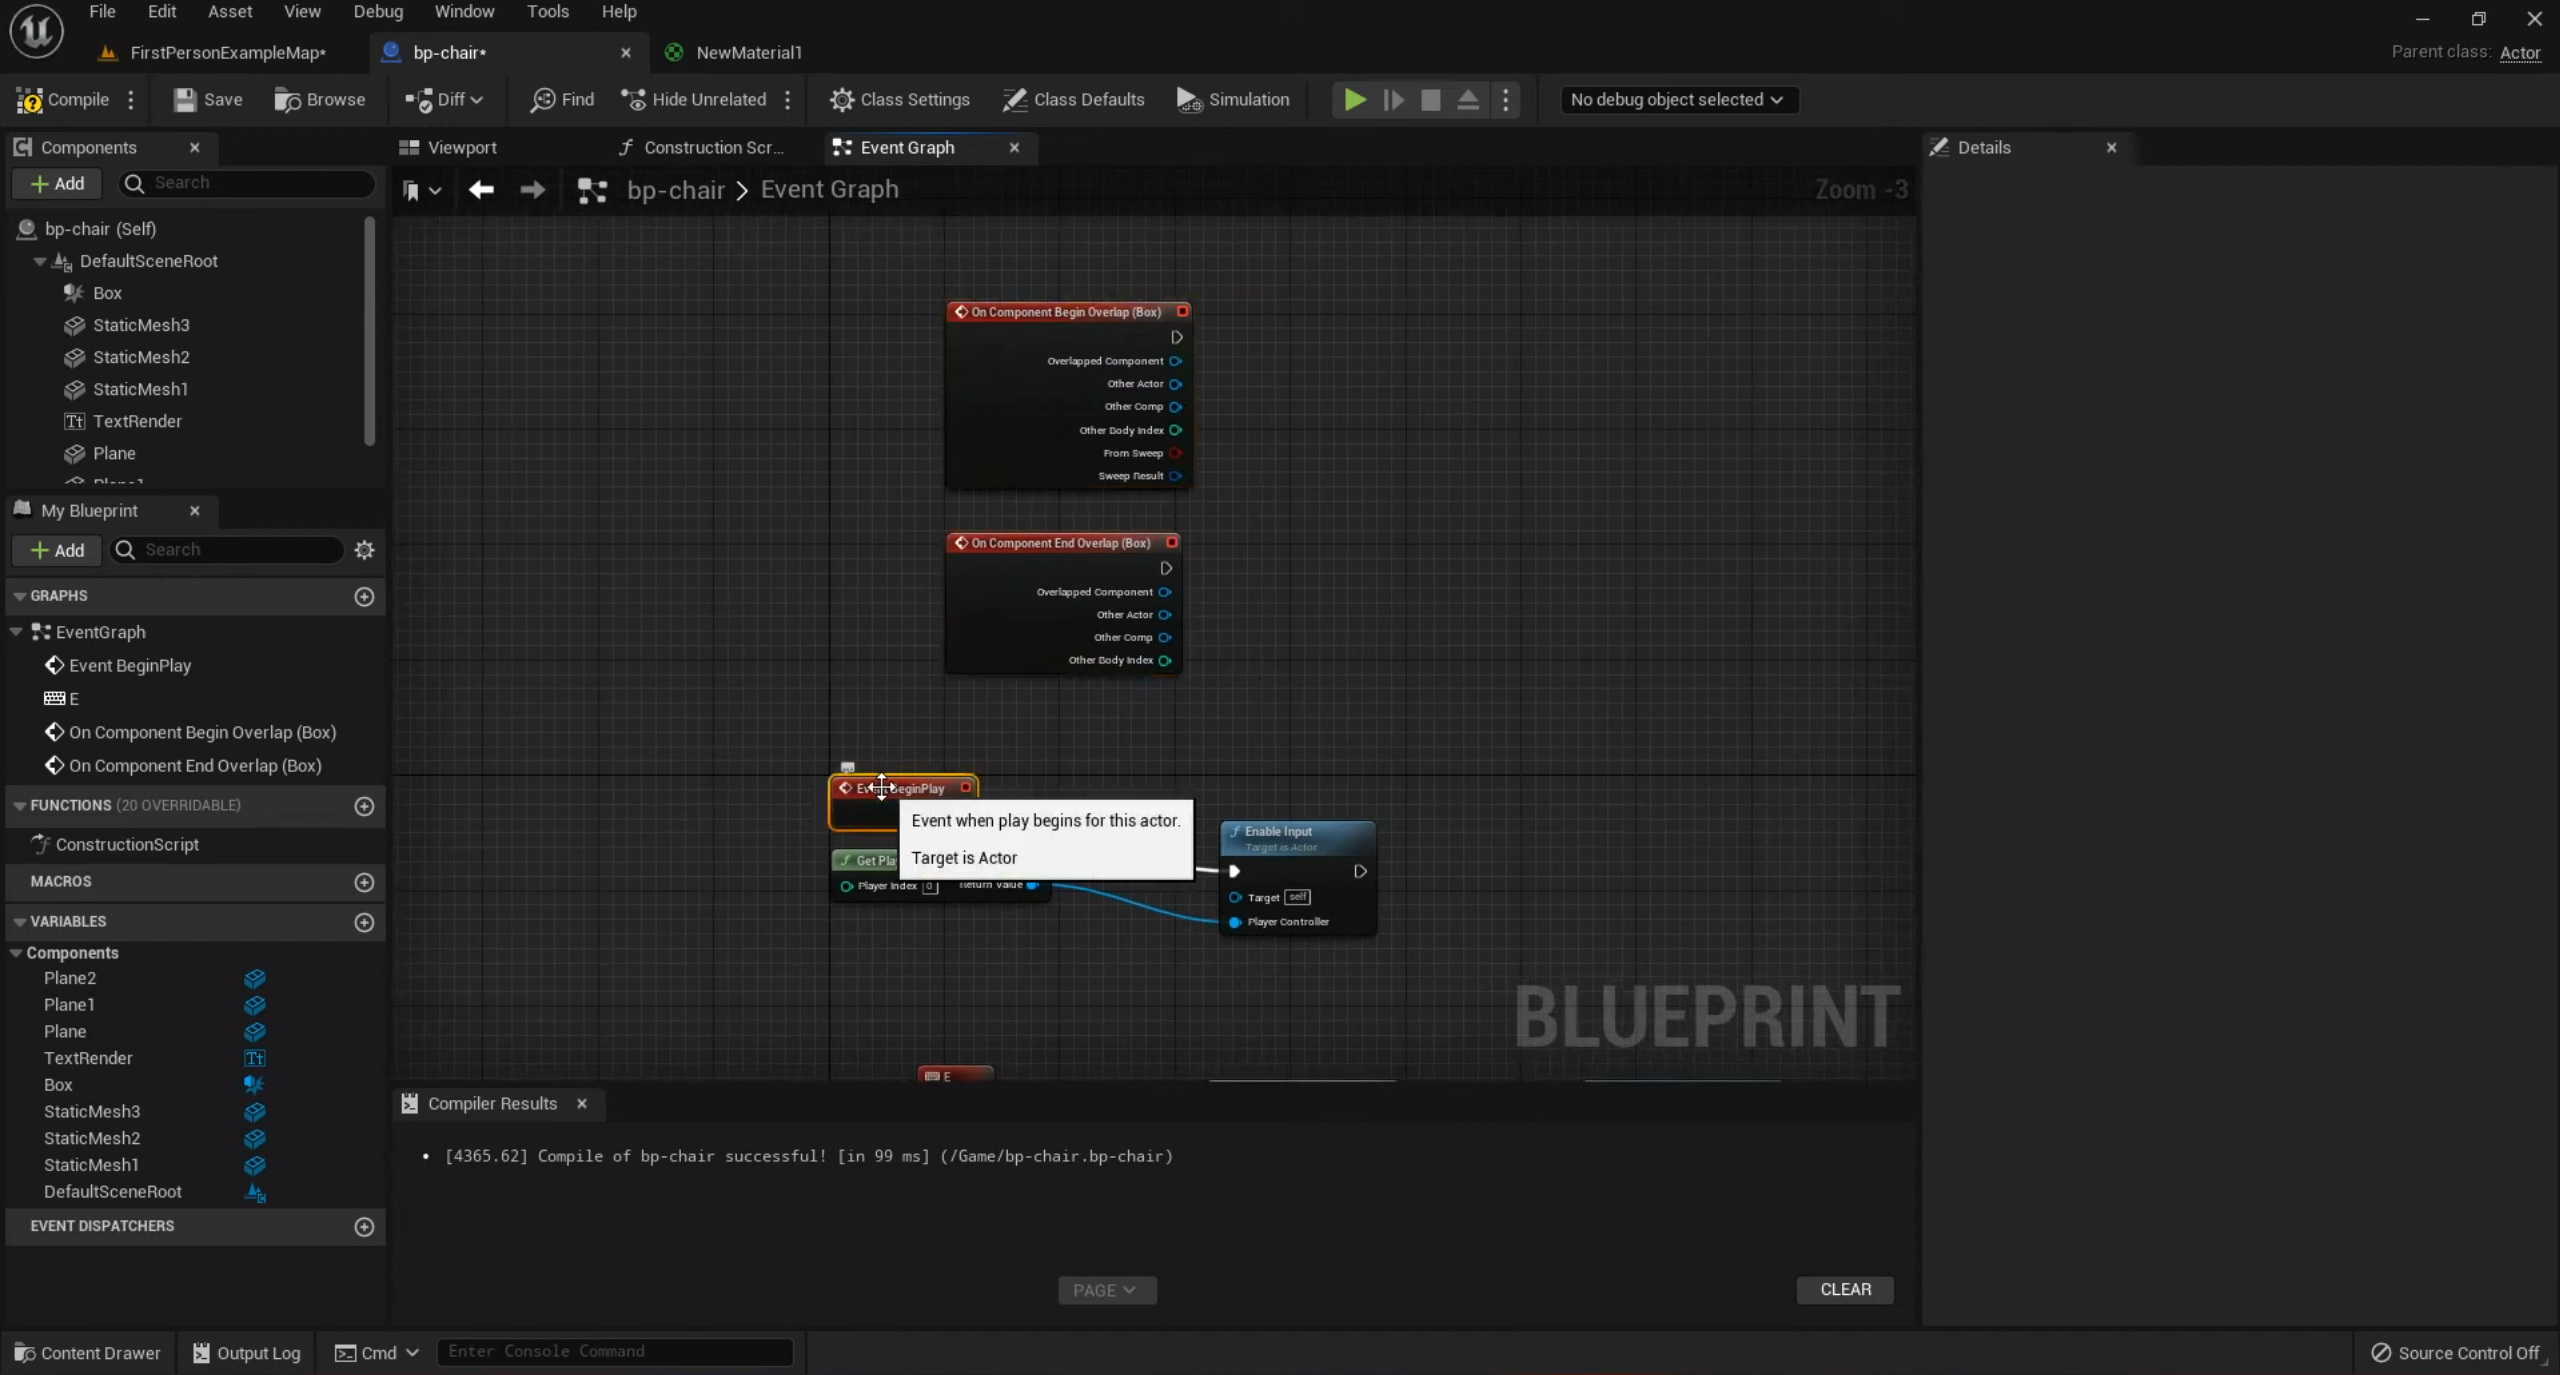 File Edit Asset View Debug Window Tools Help
FirstPersonExampleMap* bp-chair* NewMaterial1
Parent class: Actor
Compile Save Browse Diff Find Hide Unrelated Class Settings Class Defaults Simulation No debug object selected
Components
Add Search
bp-chair (Self)
DefaultSceneRoot
Box
StaticMesh3
StaticMesh2
StaticMesh1
TextRender
Plane
My Blueprint
Add Search
GRAPHS
EventGraph
Event BeginPlay
E
On Component Begin Overlap (Box)
On Component End Overlap (Box)
FUNCTIONS (20 OVERRIDABLE)
ConstructionScript
MACROS
VARIABLES
Components
Plane2
Plane1
Plane
TextRender
Box
StaticMesh3
StaticMesh2
StaticMesh1
DefaultSceneRoot
EVENT DISPATCHERS
Viewport Construction Scr... Event Graph
bp-chair > Event Graph
Zoom -3
On Component Begin Overlap (Box)
Overlapped Component
Other Actor
Other Comp
Other Body Index
From Sweep
Sweep Result
On Component End Overlap (Box)
Overlapped Component
Other Actor
Other Comp
Other Body Index
BeginPlay
Event when play begins for this actor.
Target is Actor
Get
Player Index 0 Return Value
Enable Input
Target is Actor
Target self
Player Controller
E
BLUEPRINT
Compiler Results
• [4365.62] Compile of bp-chair successful! [in 99 ms] (/Game/bp-chair.bp-chair)
PAGE CLEAR
Details
Content Drawer Output Log Cmd Enter Console Command Source Control Off